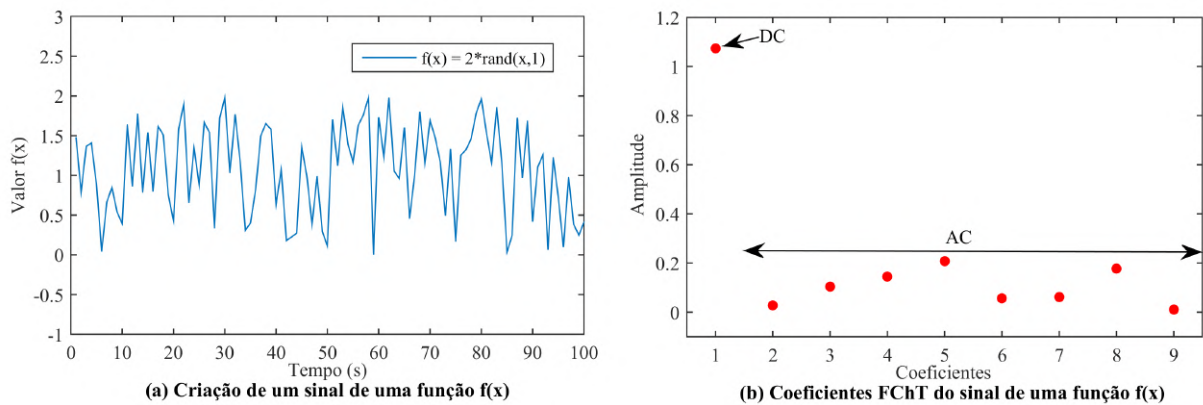 3
2.5
2
1.5
1
0.5
0
-0.5
-1
Valor f(x)
f(x) = 2*rand(x,1)
0 10 20 30 40 50 60 70 80 90 100
Tempo (s)
(a) Criação de um sinal de uma função f(x)
1.2
1
0.8
0.6
0.4
0.2
0
Amplitude
DC
AC
1 2 3 4 5 6 7 8 9
Coeficientes
(b) Coeficientes FChT do sinal de uma função f(x)